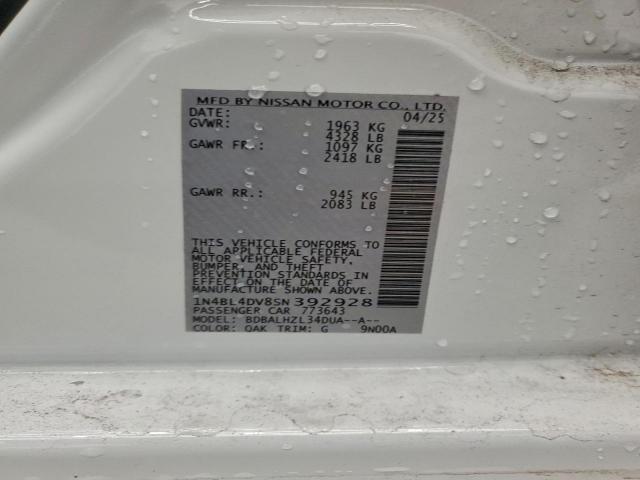 MFD BY NISSAN MOTOR CO., LTD.
DATE: 04/25
GVWR: 1963 KG
4328 LB
GAWR FR.: 1097 KG
2418 LB
GAWR RR.: 945 KG
2083 LB
THIS VEHICLE CONFORMS TO
ALL APPLICABLE FEDERAL
MOTOR VEHICLE SAFETY,
BUMPER, AND THEFT
PREVENTION STANDARDS IN
EFFECT ON THE DATE OF
MANUFACTURE SHOWN ABOVE.
1N4BL4DV8SN392928
PASSENGER CAR 773643
MODEL: BDBALHZL34DUA--A--
COLOR: QAK TRIM: G 9N00A